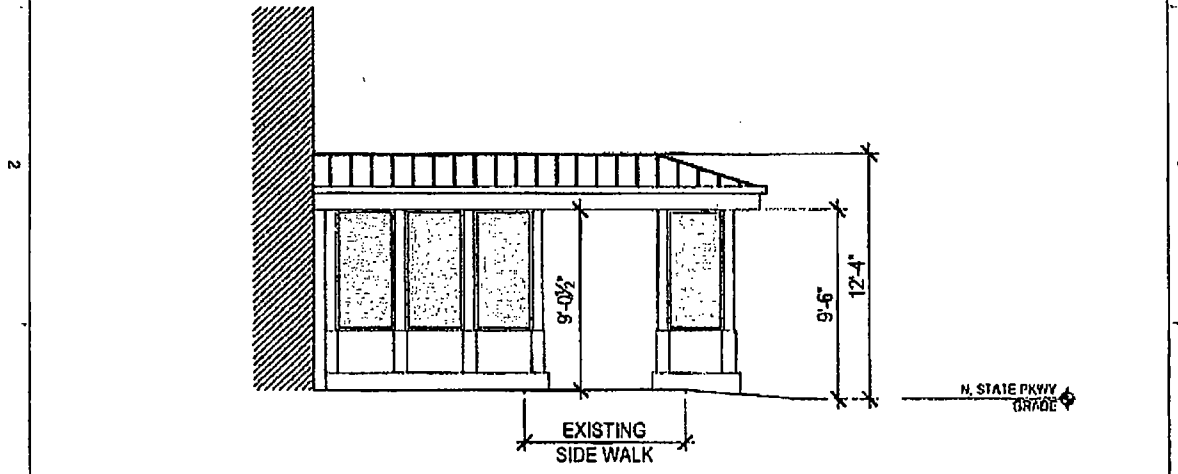 2
9'-0½"
9'-6"
12'-4"
N. STATE PKWY
GRADE
EXISTING
SIDE WALK